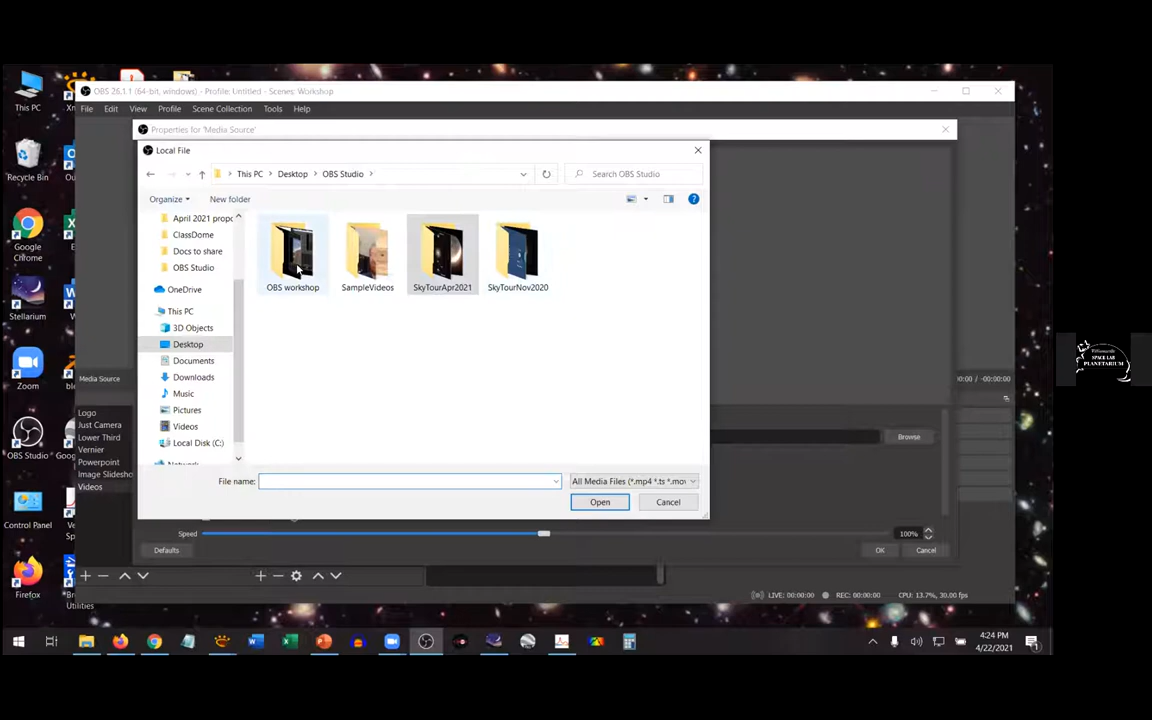 This PC
Recycle Bin
Google
Chrome
Stellarium
Zoom
OBS Studio
Control Panel
Firefox
Utilities
OBS 26.1.1 (64-bit, windows) - Profile: Untitled - Scenes: Workshop
File Edit View Profile Scene Collection Tools Help
Properties for 'Media Source'
Local File
This PC > Desktop > OBS Studio >
Search OBS Studio
Organize
New folder
April 2021 propo
ClassDome
Docs to share
OBS Studio
OneDrive
This PC
3D Objects
Desktop
Documents
Downloads
Music
Pictures
Videos
Local Disk (C:)
OBS workshop
SampleVideos
SkyTourApr2021
SkyTourNov2020
File name:
All Media Files (*.mp4 *.ts *.mov
Open
Cancel
Media Source
Logo
Just Camera
Lower Third
Vernier
Powerpoint
Image Slidesho
Videos
Browse
Speed
100%
Defaults
OK
Cancel
LIVE: 00:00:00
REC: 00:00:00
CPU: 13.7%, 30.00 fps
4:24 PM
4/22/2021
SPACE LAB
PLANETARIUM